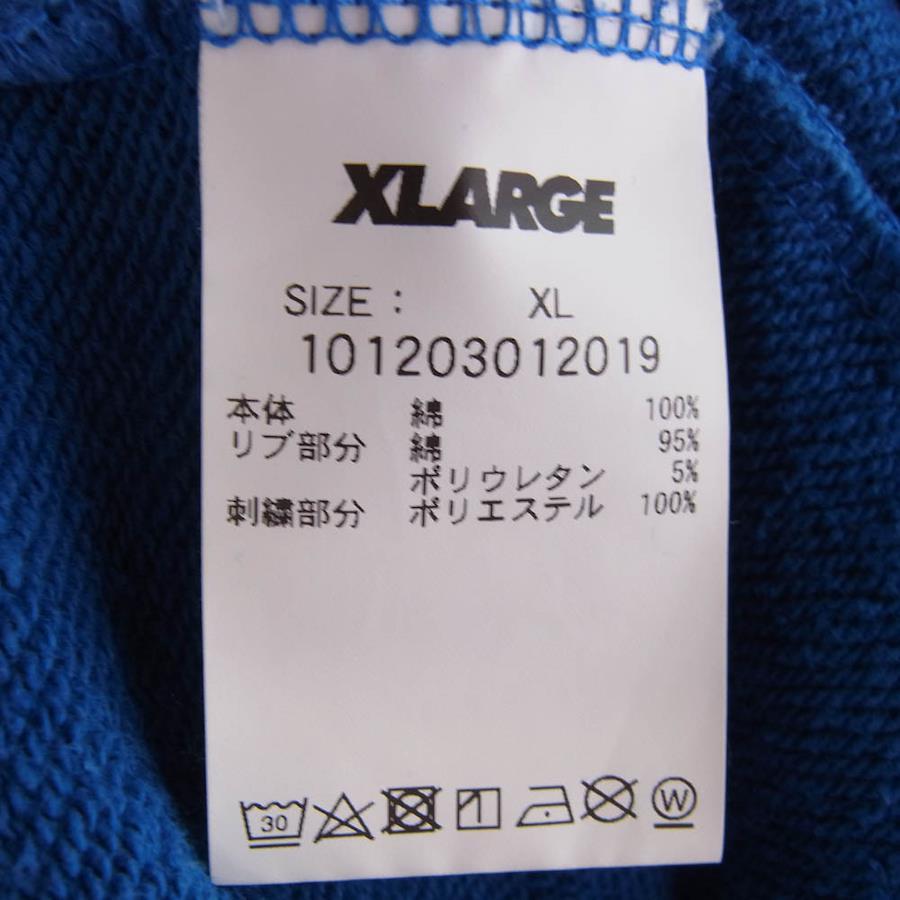 XLARGE
SIZE : XL
101203012019
本体 綿 100%
リブ部分 綿 95%
ポリウレタン 5%
刺繍部分 ポリエステル 100%
30 W